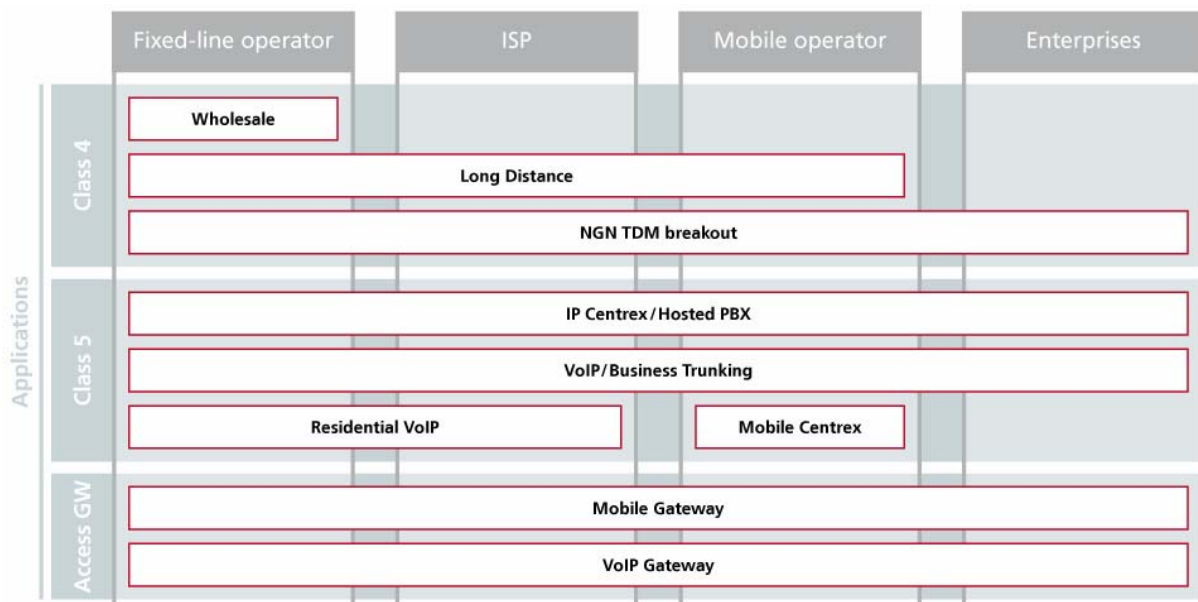 Fixed-line operator
ISP
Mobile operator
Enterprises
Applications
Class 4
Wholesale
Long Distance
NGN TDM breakout
Class 5
IP Centrex/Hosted PBX
VoIP/Business Trunking
Residential VoIP
Mobile Centrex
Access GW
Mobile Gateway
VoIP Gateway